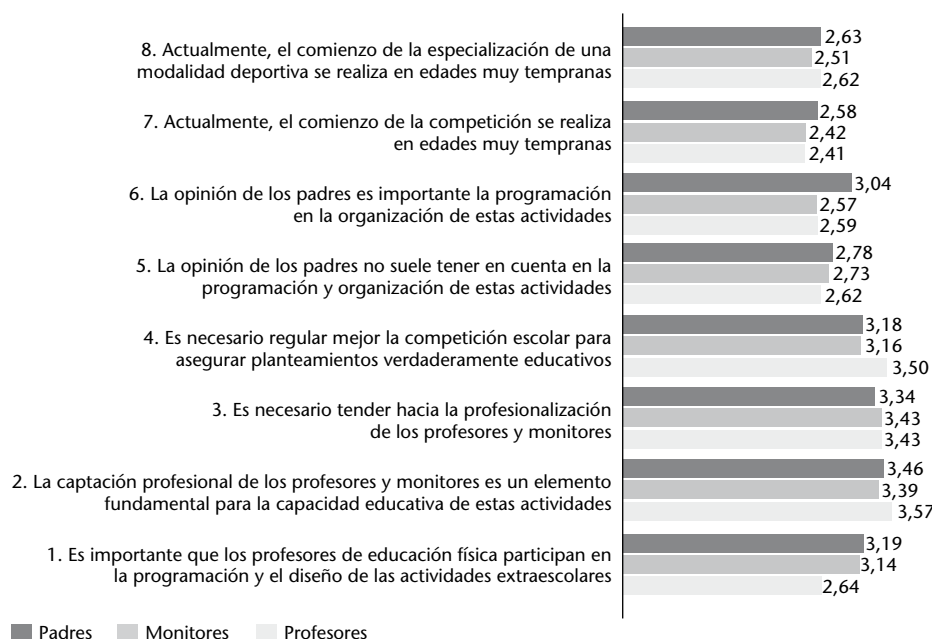 8. Actualmente, el comienzo de la especialización de una
modalidad deportiva se realiza en edades muy tempranas
2,63
2,51
2,62
7. Actualmente, el comienzo de la competición se realiza
en edades muy tempranas
2,58
2,42
2,41
6. La opinión de los padres es importante la programación
en la organización de estas actividades
3,04
2,57
2,59
5. La opinión de los padres no suele tener en cuenta en la
programación y organización de estas actividades
2,78
2,73
2,62
4. Es necesario regular mejor la competición escolar para
asegurar planteamientos verdaderamente educativos
3,18
3,16
3,50
3. Es necesario tender hacia la profesionalización
de los profesores y monitores
3,34
3,43
3,43
2. La captación profesional de los profesores y monitores es un elemento
fundamental para la capacidad educativa de estas actividades
3,46
3,39
3,57
1. Es importante que los profesores de educación física participan en
la programación y el diseño de las actividades extraescolares
3,19
3,14
2,64
Padres Monitores Profesores